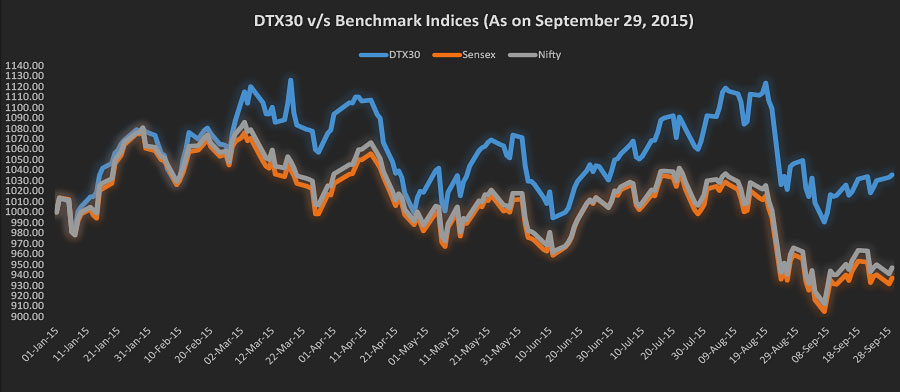 DTX30 v/s Benchmark Indices (As on September 29, 2015)
DTX30 Sensex Nifty
1140.00
1130.00
1120.00
1110.00
1100.00
1090.00
1080.00
1070.00
1060.00
1050.00
1040.00
1030.00
1020.00
1010.00
1000.00
990.00
980.00
970.00
960.00
950.00
940.00
930.00
920.00
910.00
900.00
01-Jan-15
11-Jan-15
21-Jan-15
31-Jan-15
10-Feb-15
20-Feb-15
02-Mar-15
12-Mar-15
22-Mar-15
01-Apr-15
11-Apr-15
21-Apr-15
01-May-15
11-May-15
21-May-15
31-May-15
10-Jun-15
20-Jun-15
30-Jun-15
10-Jul-15
20-Jul-15
30-Jul-15
09-Aug-15
19-Aug-15
29-Aug-15
08-Sep-15
18-Sep-15
28-Sep-15